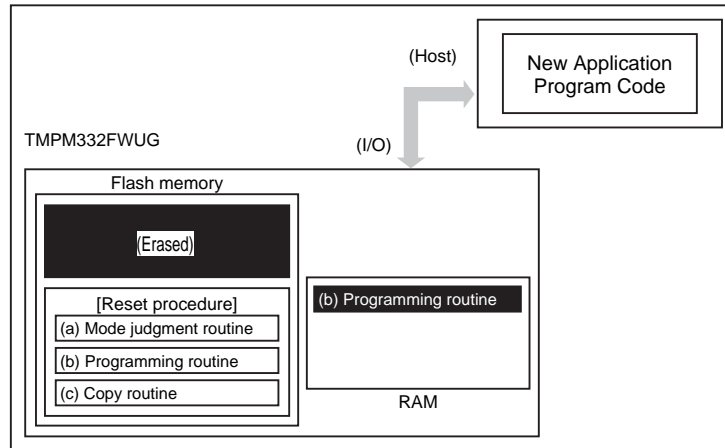 (Host)
New Application
Program Code
TMPM332FWUG
(I/O)
Flash memory
(Erased)
[Reset procedure]
(a) Mode judgment routine
(b) Programming routine
(c) Copy routine
(b) Programming routine
RAM